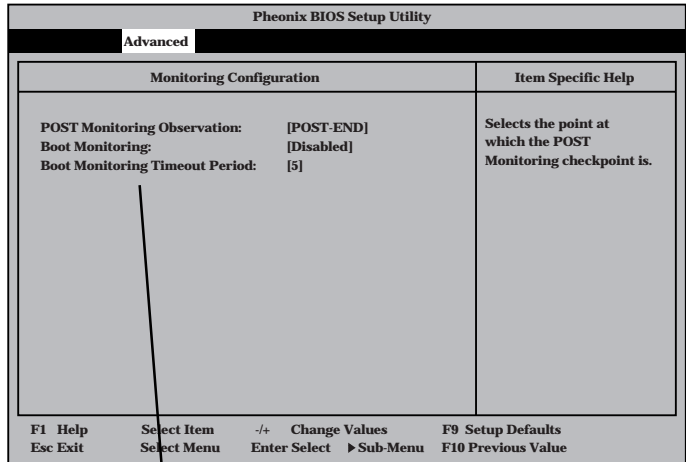 Pheonix BIOS Setup Utility
Advanced
Monitoring Configuration
Item Specific Help
POST Monitoring Observation: [POST-END]
Boot Monitoring: [Disabled]
Boot Monitoring Timeout Period: [5]
Selects the point at
which the POST
Monitoring checkpoint is.
F1 Help Select Item -/+ Change Values F9 Setup Defaults
Esc Exit Select Menu Enter Select ▶Sub-Menu F10 Previous Value